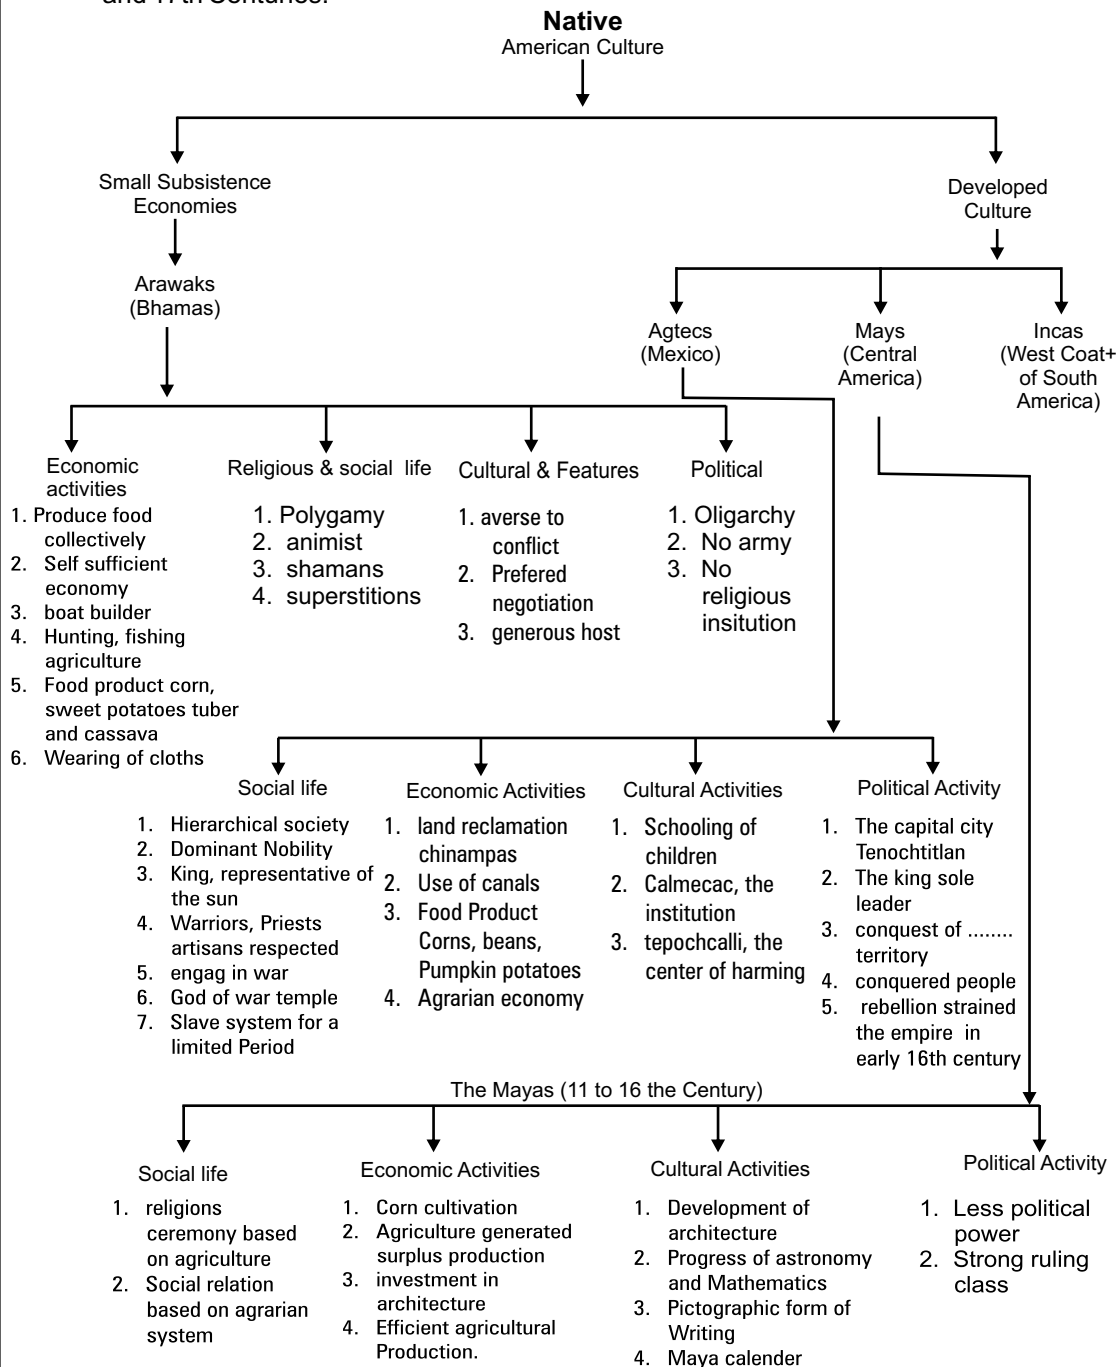 and 17th Centuries.
Native
American Culture
Small Subsistence
Economies
Developed
Culture
Arawaks
(Bhamas)
Agtecs
(Mexico)
Mays
(Central
America)
Incas
(West Coat+
of South
America)
Economic
activities
1. Produce food
collectively
2. Self sufficient
economy
3. boat builder
4. Hunting, fishing
agriculture
5. Food product corn,
sweet potatoes tuber
and cassava
6. Wearing of cloths
Religious & social life
1. Polygamy
2. animist
3. shamans
4. superstitions
Cultural & Features
1. averse to
conflict
2. Prefered
negotiation
3. generous host
Political
1. Oligarchy
2. No army
3. No
religious
insitution
Social life
1. Hierarchical society
2. Dominant Nobility
3. King, representative of
the sun
4. Warriors, Priests
artisans respected
5. engag in war
6. God of war temple
7. Slave system for a
limited Period
Economic Activities
1. land reclamation
chinampas
2. Use of canals
3. Food Product
Corns, beans,
Pumpkin potatoes
4. Agrarian economy
Cultural Activities
1. Schooling of
children
2. Calmecac, the
institution
3. tepochcalli, the
center of harming
Political Activity
1. The capital city
Tenochtitlan
2. The king sole
leader
3. conquest of ........
territory
4. conquered people
5. rebellion strained
the empire in
early 16th century
The Mayas (11 to 16 the Century)
Social life
1. religions
ceremony based
on agriculture
2. Social relation
based on agrarian
system
Economic Activities
1. Corn cultivation
2. Agriculture generated
surplus production
3. investment in
architecture
4. Efficient agricultural
Production.
Cultural Activities
1. Development of
architecture
2. Progress of astronomy
and Mathematics
3. Pictographic form of
Writing
4. Maya calender
Political Activity
1. Less political
power
2. Strong ruling
class